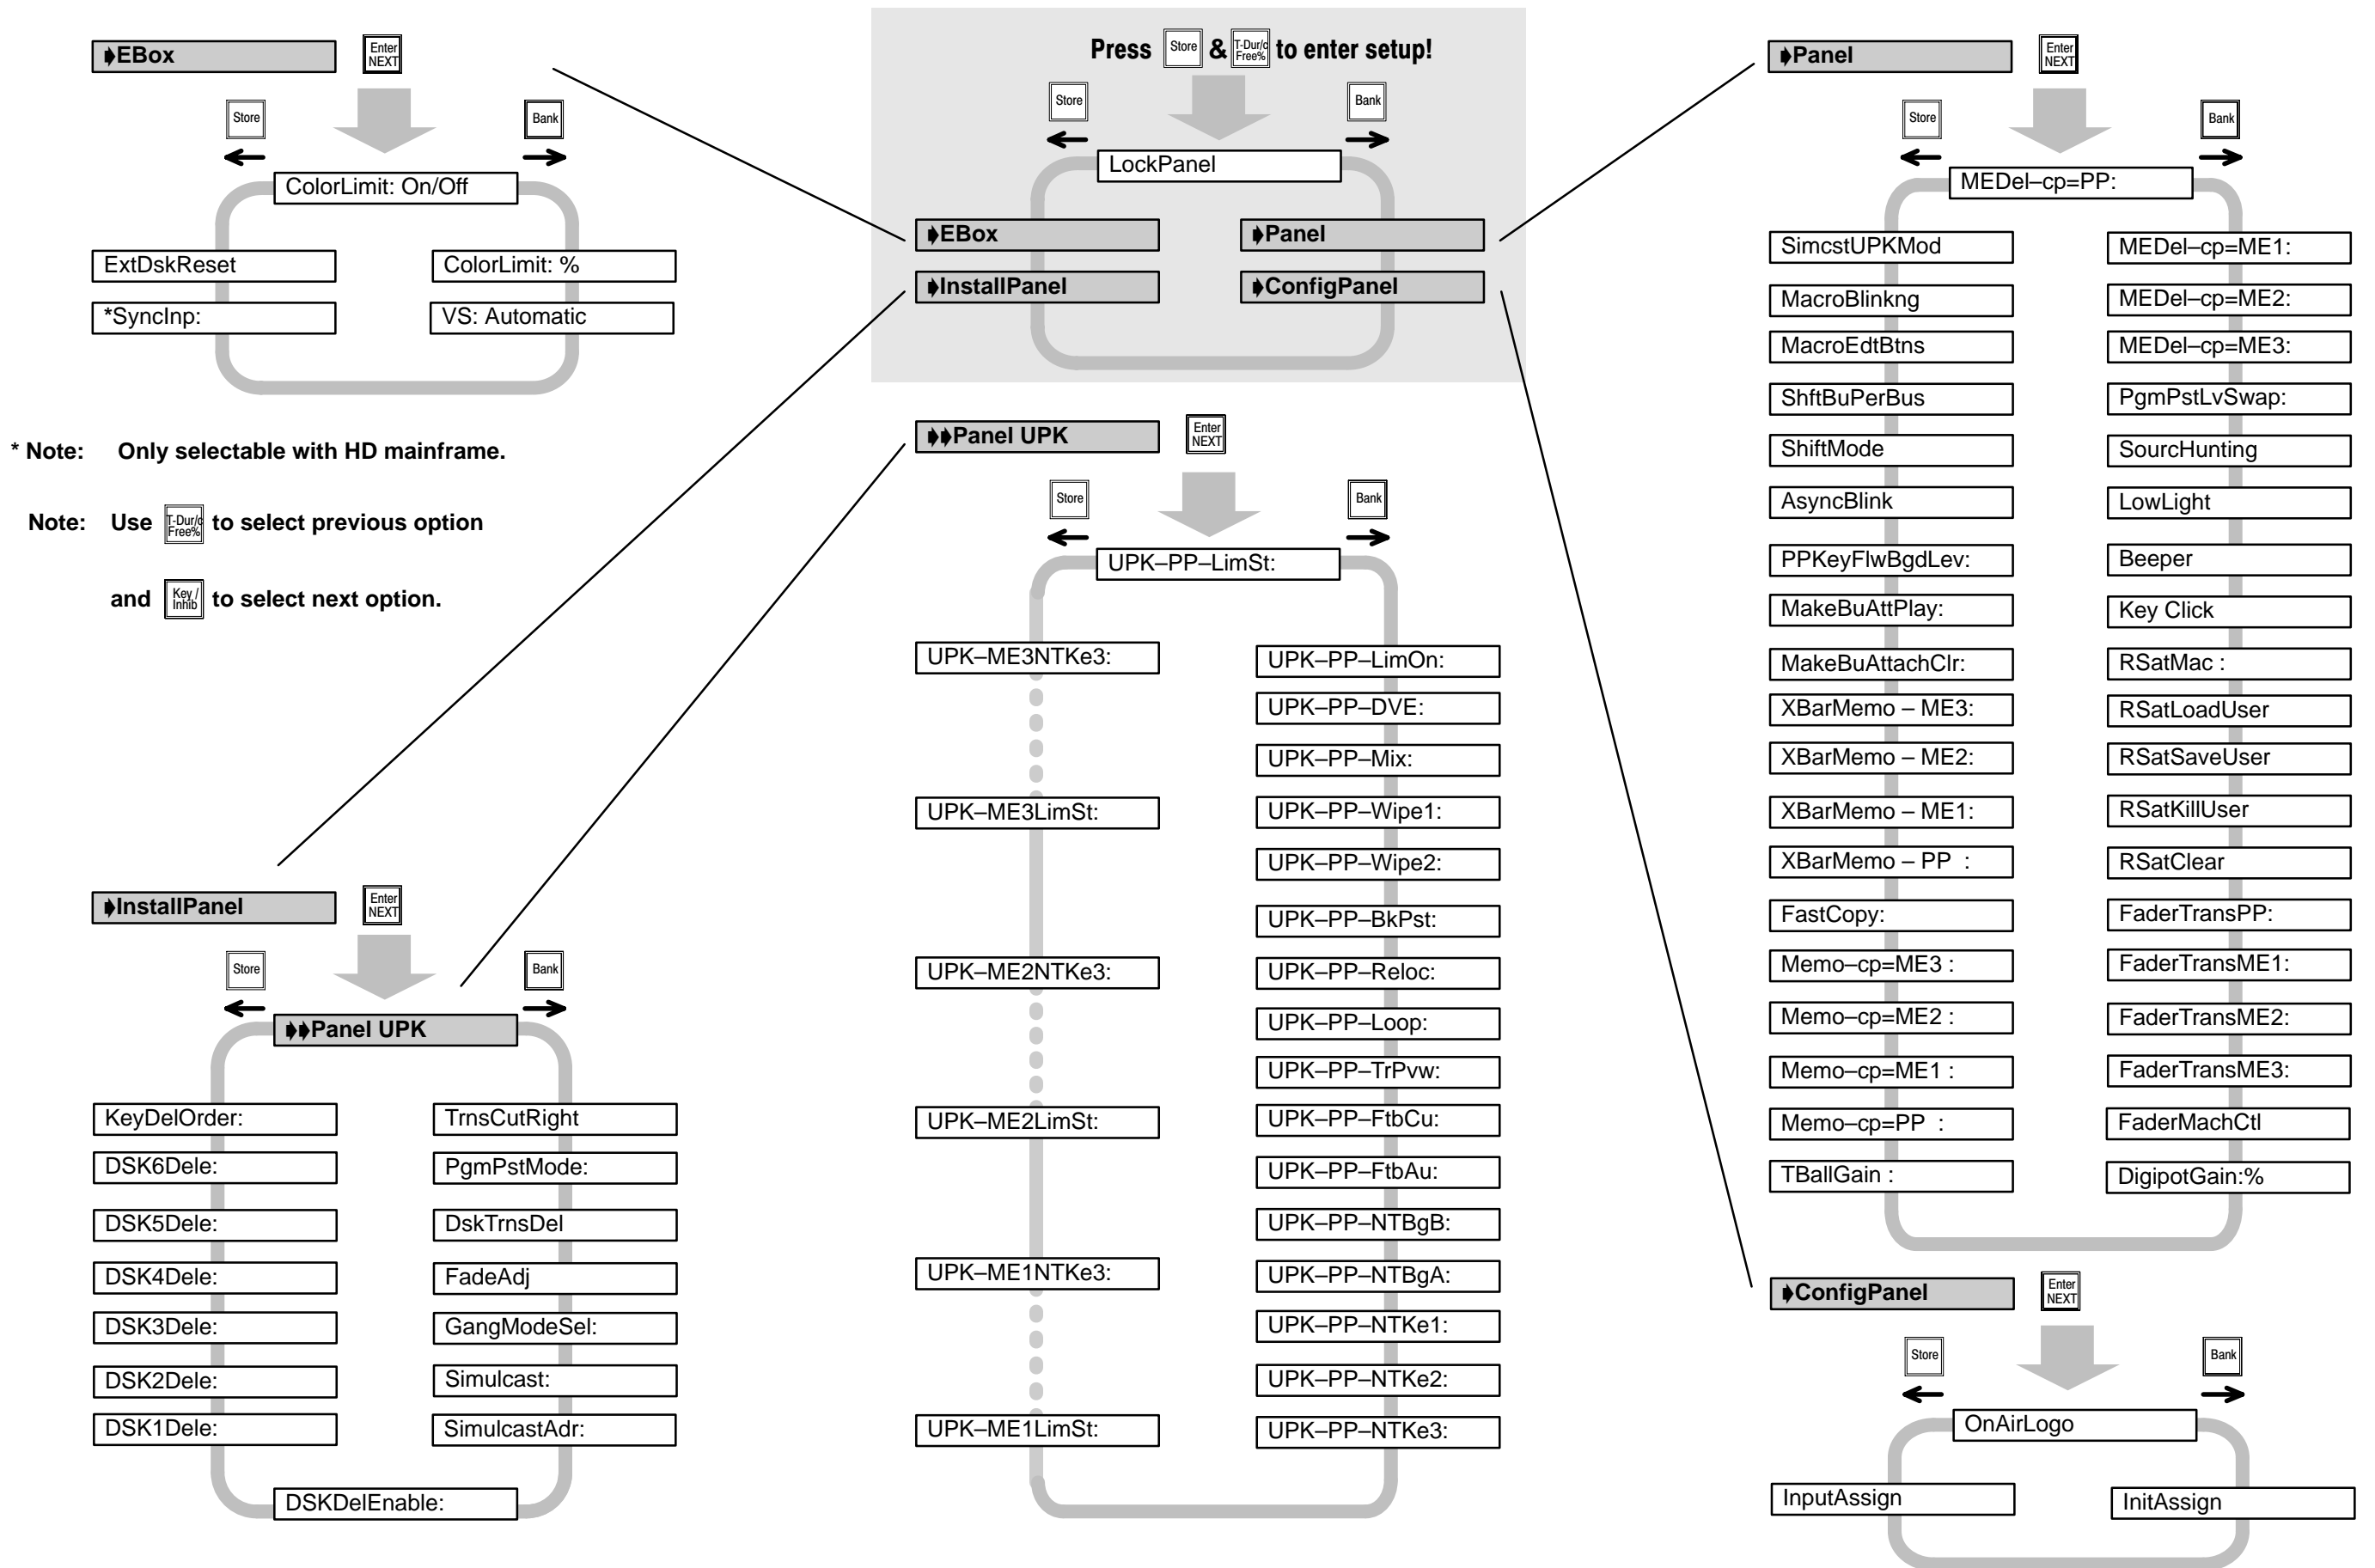 ➧EBox
Enter
NEXT
Store
Bank
ColorLimit: On/Off
ExtDskReset
ColorLimit: %
*SyncInp:
VS: Automatic
* Note: Only selectable with HD mainframe.
Note: Use T-Dur/c Free% to select previous option
and Key / Inhib to select next option.
➧InstallPanel
Enter
NEXT
Store
Bank
➧➧Panel UPK
KeyDelOrder:
TrnsCutRight
DSK6Dele:
PgmPstMode:
DSK5Dele:
DskTrnsDel
DSK4Dele:
FadeAdj
DSK3Dele:
GangModeSel:
DSK2Dele:
Simulcast:
DSK1Dele:
SimulcastAdr:
DSKDelEnable:
Press Store & T-Dur/c Free% to enter setup!
Store
Bank
LockPanel
➧EBox
➧Panel
➧InstallPanel
➧ConfigPanel
➧➧Panel UPK
Enter
NEXT
Store
Bank
UPK–PP–LimSt:
UPK–ME3NTKe3:
UPK–ME3LimSt:
UPK–ME2NTKe3:
UPK–ME2LimSt:
UPK–ME1NTKe3:
UPK–ME1LimSt:
UPK–PP–LimOn:
UPK–PP–DVE:
UPK–PP–Mix:
UPK–PP–Wipe1:
UPK–PP–Wipe2:
UPK–PP–BkPst:
UPK–PP–Reloc:
UPK–PP–Loop:
UPK–PP–TrPvw:
UPK–PP–FtbCu:
UPK–PP–FtbAu:
UPK–PP–NTBgB:
UPK–PP–NTBgA:
UPK–PP–NTKe1:
UPK–PP–NTKe2:
UPK–PP–NTKe3:
➧Panel
Enter
NEXT
Store
Bank
MEDel–cp=PP:
SimcstUPKMod
MacroBlinkng
MacroEdtBtns
ShftBuPerBus
ShiftMode
AsyncBlink
PPKeyFlwBgdLev:
MakeBuAttPlay:
MakeBuAttachClr:
XBarMemo – ME3:
XBarMemo – ME2:
XBarMemo – ME1:
XBarMemo – PP :
FastCopy:
Memo–cp=ME3 :
Memo–cp=ME2 :
Memo–cp=ME1 :
Memo–cp=PP :
TBallGain :
MEDel–cp=ME1:
MEDel–cp=ME2:
MEDel–cp=ME3:
PgmPstLvSwap:
SourcHunting
LowLight
Beeper
Key Click
RSatMac :
RSatLoadUser
RSatSaveUser
RSatKillUser
RSatClear
FaderTransPP:
FaderTransME1:
FaderTransME2:
FaderTransME3:
FaderMachCtl
DigipotGain:%
➧ConfigPanel
Enter
NEXT
Store
Bank
OnAirLogo
InputAssign
InitAssign